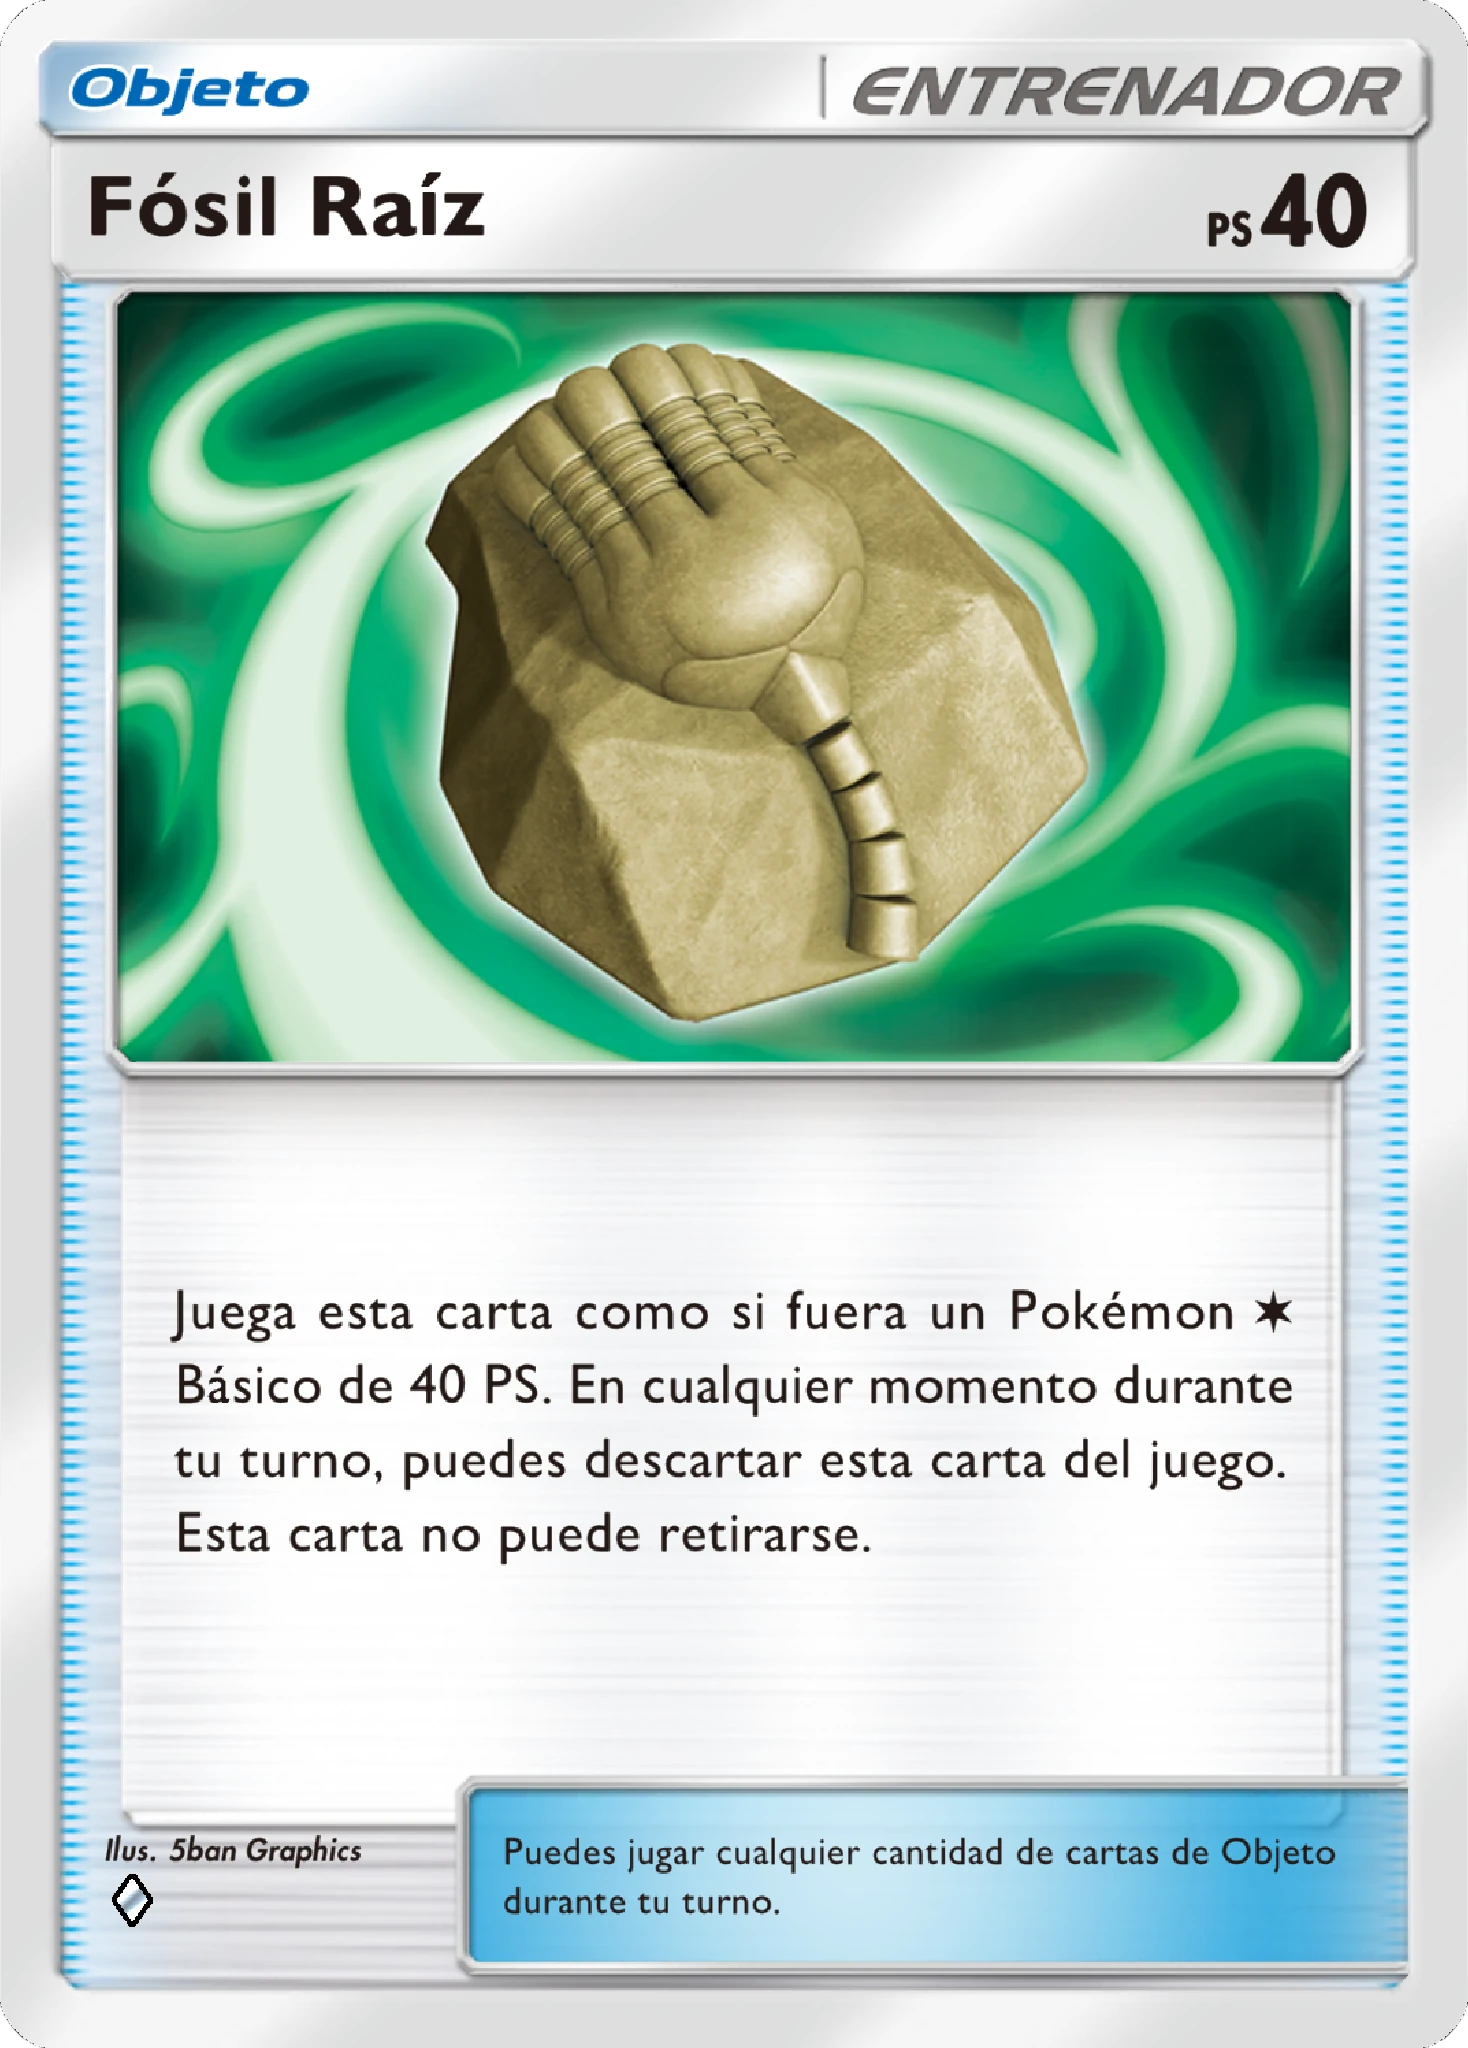 Objeto
ENTRENADOR
Fósil Raíz
PS 40
Juega esta carta como si fuera un Pokémon ✶
Básico de 40 PS. En cualquier momento durante
tu turno, puedes descartar esta carta del juego.
Esta carta no puede retirarse.
Ilus. 5ban Graphics
Puedes jugar cualquier cantidad de cartas de Objeto
durante tu turno.